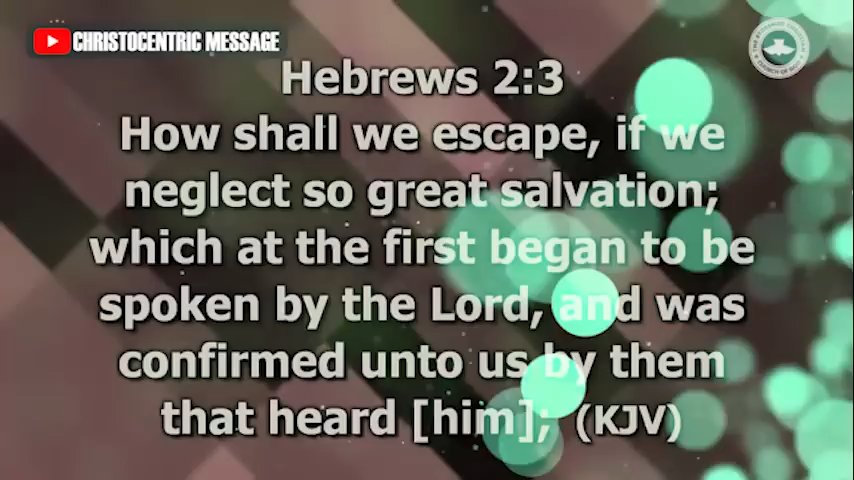 CHRISTOCENTRIC MESSAGE
Hebrews 2:3
How shall we escape, if we
neglect so great salvation;
which at the first began to be
spoken by the Lord, and was
confirmed unto us by them
that heard [him]; (KJV)